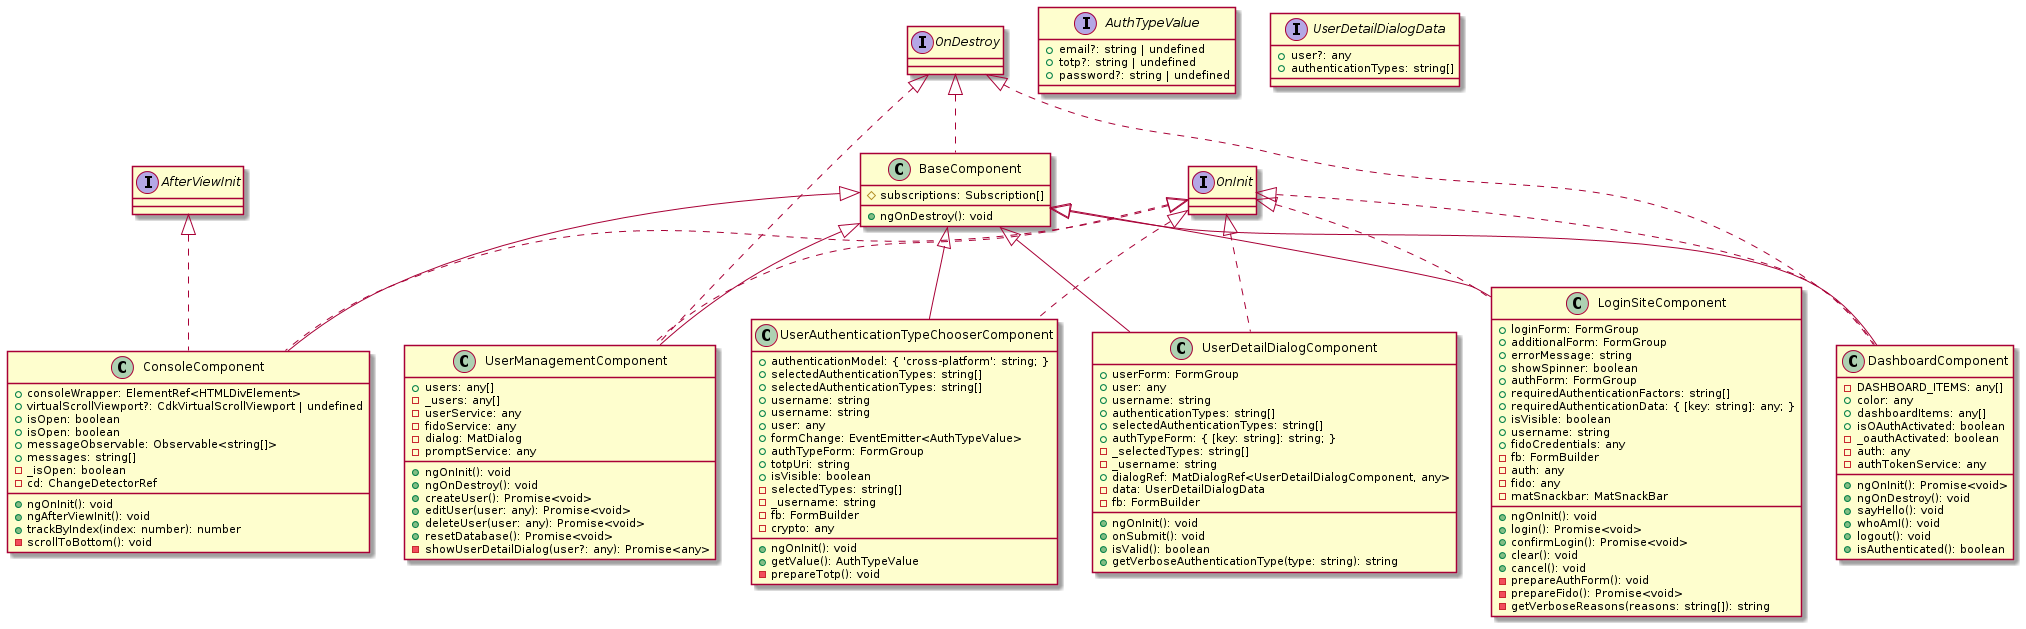 I OnDestroy
I AuthTypeValue
email?: string | undefined
totp?: string | undefined
password?: string | undefined
I UserDetailDialogData
user?: any
authenticationTypes: string[]
I AfterViewInit
C BaseComponent
subscriptions: Subscription[]
ngOnDestroy(): void
I OnInit
C ConsoleComponent
consoleWrapper: ElementRef<HTMLDivElement>
virtualScrollViewport?: CdkVirtualScrollViewport | undefined
isOpen: boolean
isOpen: boolean
messageObservable: Observable<string[]>
messages: string[]
_isOpen: boolean
cd: ChangeDetectorRef
ngOnInit(): void
ngAfterViewInit(): void
trackByIndex(index: number): number
scrollToBottom(): void
C UserManagementComponent
users: any[]
_users: any[]
userService: any
fidoService: any
dialog: MatDialog
promptService: any
ngOnInit(): void
ngOnDestroy(): void
createUser(): Promise<void>
editUser(user: any): Promise<void>
deleteUser(user: any): Promise<void>
resetDatabase(): Promise<void>
showUserDetailDialog(user?: any): Promise<any>
C UserAuthenticationTypeChooserComponent
authenticationModel: { 'cross-platform': string; }
selectedAuthenticationTypes: string[]
selectedAuthenticationTypes: string[]
username: string
username: string
user: any
formChange: EventEmitter<AuthTypeValue>
authTypeForm: FormGroup
totpUri: string
isVisible: boolean
selectedTypes: string[]
_username: string
fb: FormBuilder
crypto: any
ngOnInit(): void
getValue(): AuthTypeValue
prepareTotp(): void
C UserDetailDialogComponent
userForm: FormGroup
user: any
username: string
authenticationTypes: string[]
selectedAuthenticationTypes: string[]
authTypeForm: { [key: string]: string; }
_selectedTypes: string[]
_username: string
dialogRef: MatDialogRef<UserDetailDialogComponent, any>
data: UserDetailDialogData
fb: FormBuilder
ngOnInit(): void
onSubmit(): void
isValid(): boolean
getVerboseAuthenticationType(type: string): string
C LoginSiteComponent
loginForm: FormGroup
additionalForm: FormGroup
errorMessage: string
showSpinner: boolean
authForm: FormGroup
requiredAuthenticationFactors: string[]
requiredAuthenticationData: { [key: string]: any; }
isVisible: boolean
username: string
fidoCredentials: any
fb: FormBuilder
auth: any
fido: any
matSnackbar: MatSnackBar
ngOnInit(): void
login(): Promise<void>
confirmLogin(): Promise<void>
clear(): void
cancel(): void
prepareAuthForm(): void
prepareFido(): Promise<void>
getVerboseReasons(reasons: string[]): string
C DashboardComponent
DASHBOARD_ITEMS: any[]
color: any
dashboardItems: any[]
isOAuthActivated: boolean
_oauthActivated: boolean
auth: any
authTokenService: any
ngOnInit(): Promise<void>
ngOnDestroy(): void
sayHello(): void
whoAmI(): void
logout(): void
isAuthenticated(): boolean